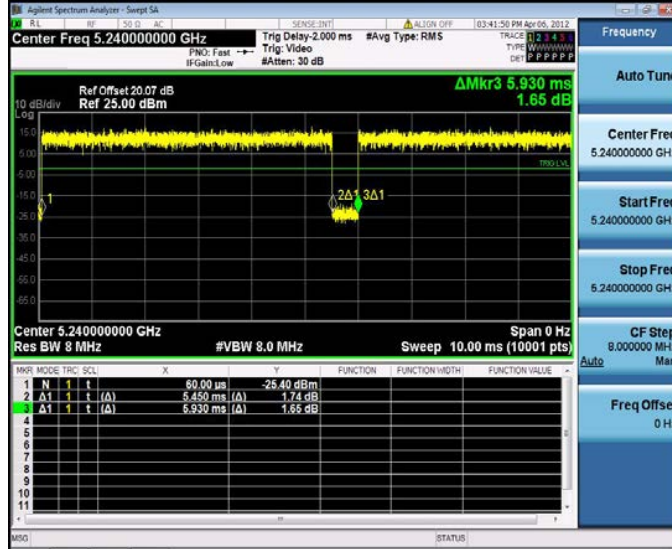 Agilent Spectrum Analyzer - Swept SA
RL RF 50 Ω AC SENSE:INT ALIGN OFF 03:41:50 PM Apr 06, 2012
Center Freq 5.240000000 GHz
PNO: Fast
IFGain:Low
Trig Delay-2.000 ms
Trig: Video
#Atten: 30 dB
#Avg Type: RMS
TRACE 1 2 3 4 5 6
TYPE WWWWWW
DET P P P P P P
Ref Offset 20.07 dB
10 dB/div Ref 25.00 dBm
Log
ΔMkr3 5.930 ms
1.65 dB
15.0
5.00
TRIG LVL
-5.00
-15.0
1
2Δ1 3Δ1
-25.0
-35.0
-45.0
-55.0
-65.0
Center 5.240000000 GHz Span 0 Hz
Res BW 8 MHz #VBW 8.0 MHz Sweep 10.00 ms (10001 pts)
MKR MODE TRC SCL X Y FUNCTION FUNCTION WIDTH FUNCTION VALUE
1 N 1 t 60.00 µs -25.40 dBm
2 Δ1 1 t (Δ) 5.450 ms (Δ) 1.74 dB
3 Δ1 1 t (Δ) 5.930 ms (Δ) 1.65 dB
4
5
6
7
8
9
10
11
MSG STATUS
Frequency
Auto Tune
Center Freq
5.240000000 GH
Start Freq
5.240000000 GH
Stop Freq
5.240000000 GH
CF Step
8.000000 MH
Auto Man
Freq Offse
0 H